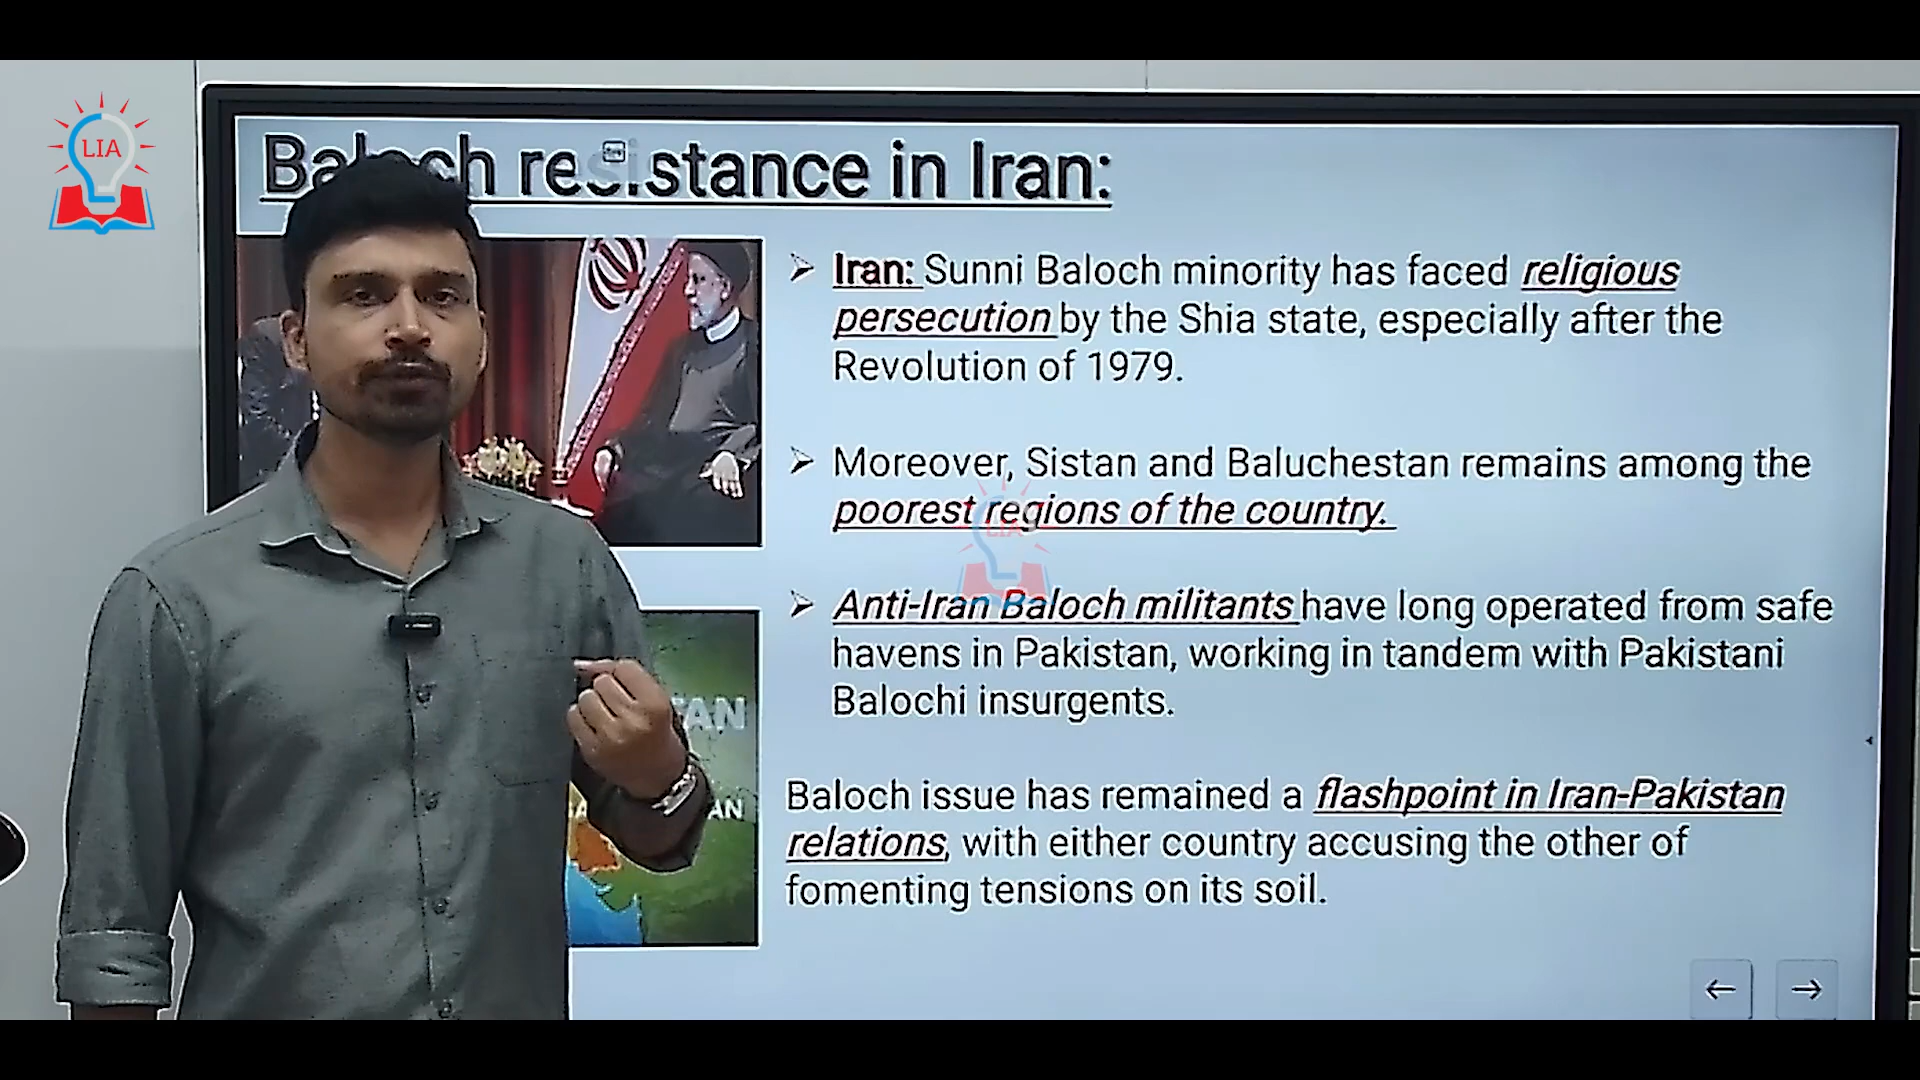 LIA
Baloch resistance in Iran:
➢ Iran: Sunni Baloch minority has faced religious
persecution by the Shia state, especially after the
Revolution of 1979.
➢ Moreover, Sistan and Baluchestan remains among the
poorest regions of the country.
LIA
➢ Anti-Iran Baloch militants have long operated from safe
havens in Pakistan, working in tandem with Pakistani
Balochi insurgents.
Baloch issue has remained a flashpoint in Iran-Pakistan
relations, with either country accusing the other of
fomenting tensions on its soil.
← →